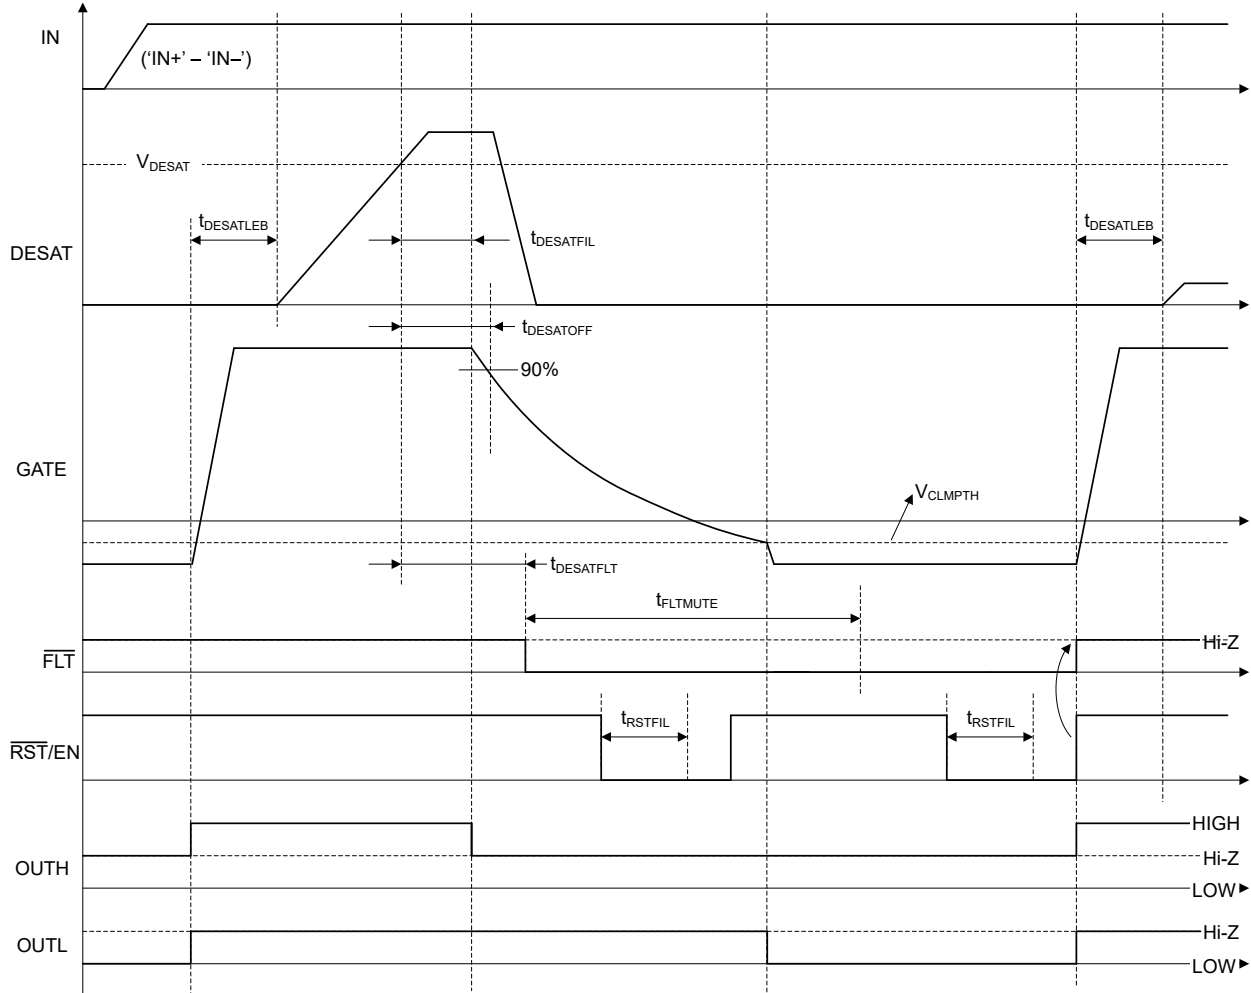 IN
(‘IN+’ – ‘IN–’)
VDESAT
tDESATLEB
tDESATLEB
tDESATFIL
DESAT
tDESATOFF
90%
GATE
VCLMPTH
tDESATFLT
tFLTMUTE
FLT
Hi-Z
tRSTFIL
tRSTFIL
RST/EN
HIGH
Hi-Z
OUTH
LOW
Hi-Z
OUTL
LOW